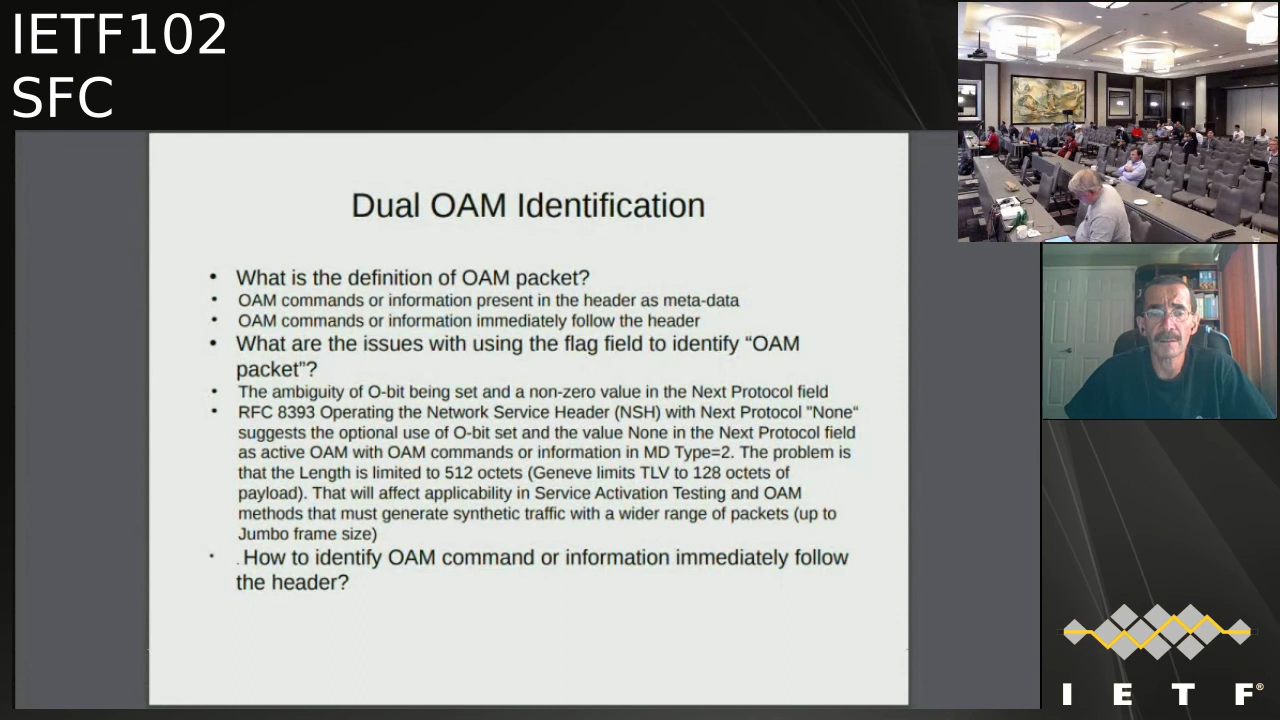 IETF102
SFC
Dual OAM Identification
• What is the definition of OAM packet?
• OAM commands or information present in the header as meta-data
• OAM commands or information immediately follow the header
• What are the issues with using the flag field to identify “OAM
packet”?
• The ambiguity of O-bit being set and a non-zero value in the Next Protocol field
• RFC 8393 Operating the Network Service Header (NSH) with Next Protocol "None“
suggests the optional use of O-bit set and the value None in the Next Protocol field
as active OAM with OAM commands or information in MD Type=2. The problem is
that the Length is limited to 512 octets (Geneve limits TLV to 128 octets of
payload). That will affect applicability in Service Activation Testing and OAM
methods that must generate synthetic traffic with a wider range of packets (up to
Jumbo frame size)
• . How to identify OAM command or information immediately follow
the header?
I E T F®